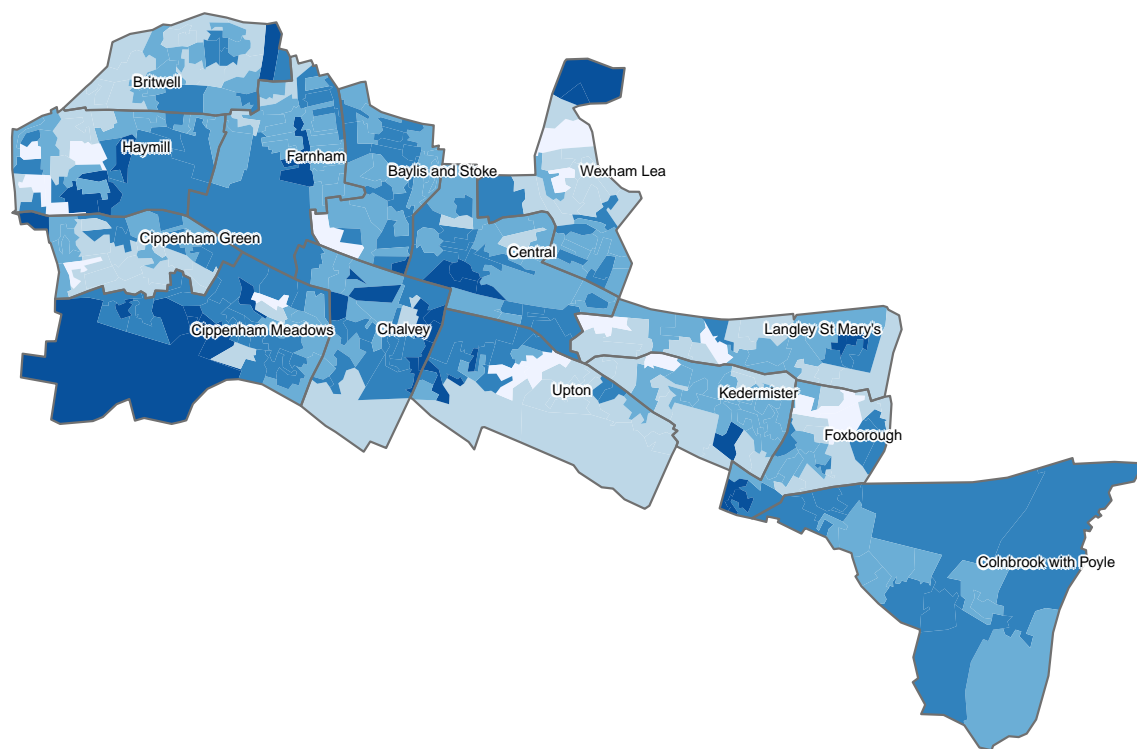 Britwell
Haymill
Farnham
Baylis and Stoke
Wexham Lea
Cippenham Green
Central
Cippenham Meadows
Chalvey
Langley St Mary's
Upton
Kedermister
Foxborough
Colnbrook with Poyle